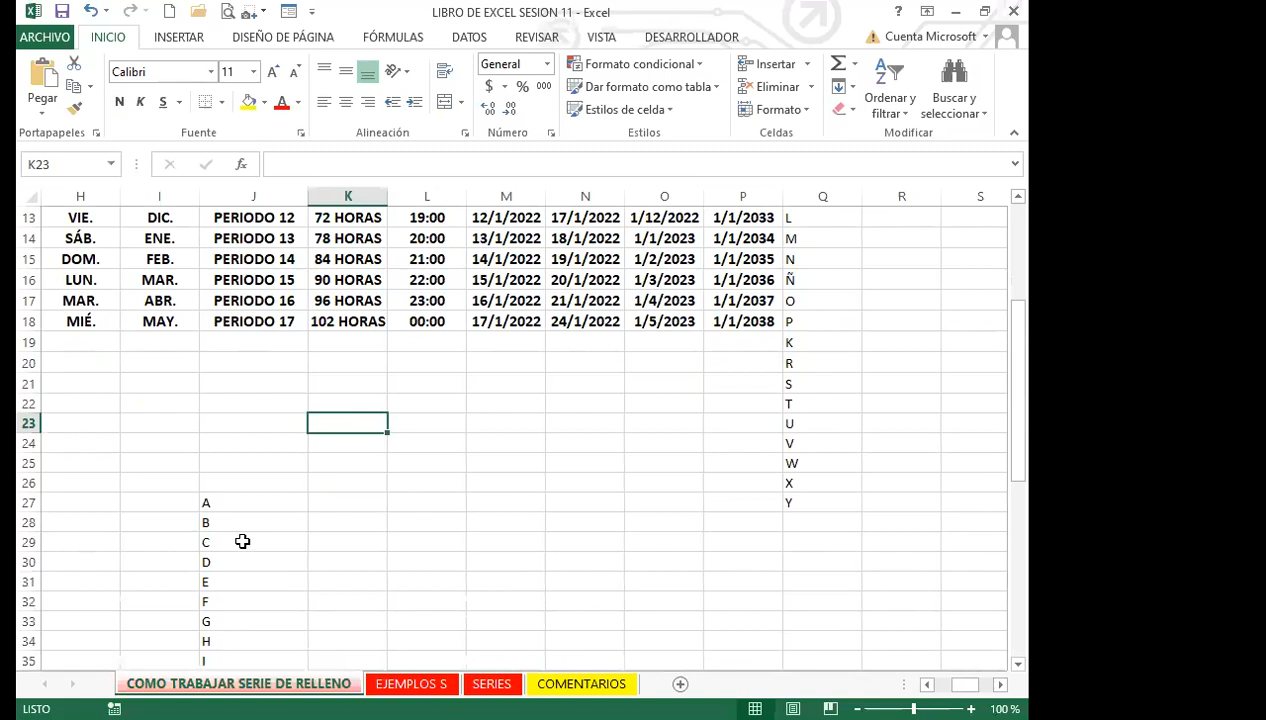 LIBRO DE EXCEL SESION 11 - Excel
?
ARCHIVO INICIO INSERTAR DISEÑO DE PÁGINA FÓRMULAS DATOS REVISAR VISTA DESARROLLADOR Cuenta Microsoft
Calibri 11 General Formato condicional Insertar Σ
Pegar $ % 000 Dar formato como tabla Eliminar Ordenar y filtrar Buscar y seleccionar
N K S A Estilos de celda Formato
Portapapeles Fuente Alineación Número Estilos Celdas Modificar
K23 fx
H I J K L M N O P Q R S
13 VIE. DIC. PERIODO 12 72 HORAS 19:00 12/1/2022 17/1/2022 1/12/2022 1/1/2033 L
14 SÁB. ENE. PERIODO 13 78 HORAS 20:00 13/1/2022 18/1/2022 1/1/2023 1/1/2034 M
15 DOM. FEB. PERIODO 14 84 HORAS 21:00 14/1/2022 19/1/2022 1/2/2023 1/1/2035 N
16 LUN. MAR. PERIODO 15 90 HORAS 22:00 15/1/2022 20/1/2022 1/3/2023 1/1/2036 Ñ
17 MAR. ABR. PERIODO 16 96 HORAS 23:00 16/1/2022 21/1/2022 1/4/2023 1/1/2037 O
18 MIÉ. MAY. PERIODO 17 102 HORAS 00:00 17/1/2022 24/1/2022 1/5/2023 1/1/2038 P
19 K
20 R
21 S
22 T
23 U
24 V
25 W
26 X
27 A Y
28 B
29 C
30 D
31 E
32 F
33 G
34 H
35 I
COMO TRABAJAR SERIE DE RELLENO EJEMPLOS S SERIES COMENTARIOS
LISTO 100 %